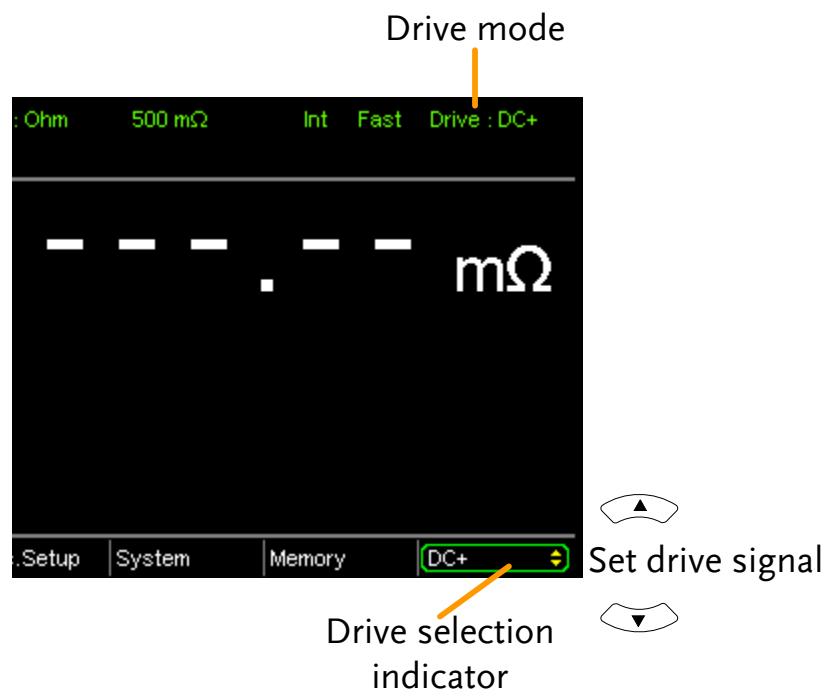 Drive mode
: Ohm 500 mΩ Int Fast Drive : DC+
– – – . – – mΩ
.Setup System Memory DC+
Set drive signal
Drive selection
indicator